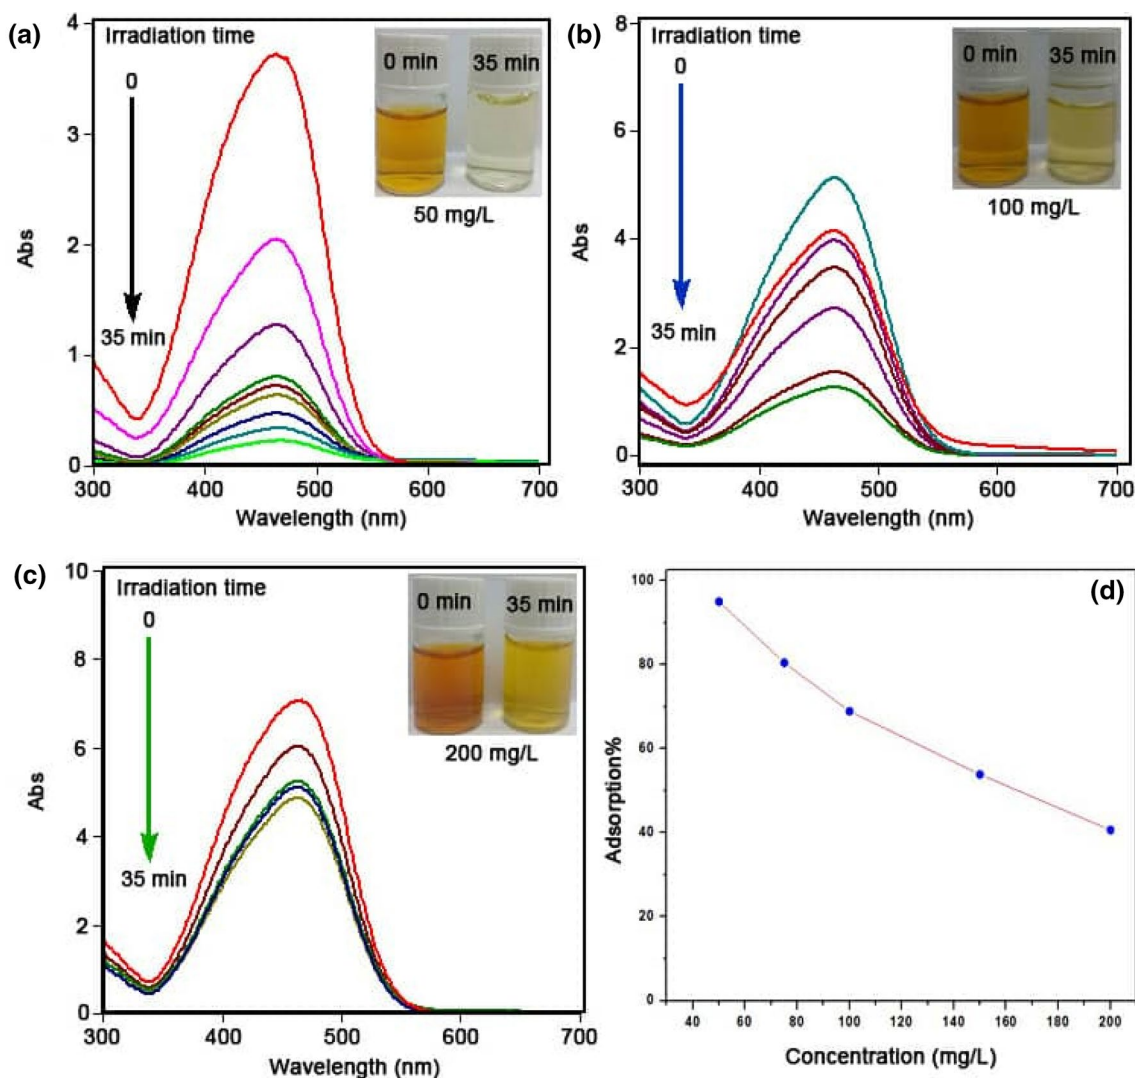 (a)
Irradiation time
0
35 min
0 min
35 min
50 mg/L
Abs
4
3
2
1
0
300
400
500
600
700
Wavelength (nm)
(b)
Irradiation time
0
35 min
0 min
35 min
100 mg/L
Abs
8
6
4
2
0
300
400
500
600
700
Wavelength (nm)
(c)
Irradiation time
0
35 min
0 min
35 min
200 mg/L
Abs
10
8
6
4
2
0
300
400
500
600
700
Wavelength (nm)
(d)
Adsorption%
100
80
60
40
20
0
40
60
80
100
120
140
160
180
200
Concentration (mg/L)